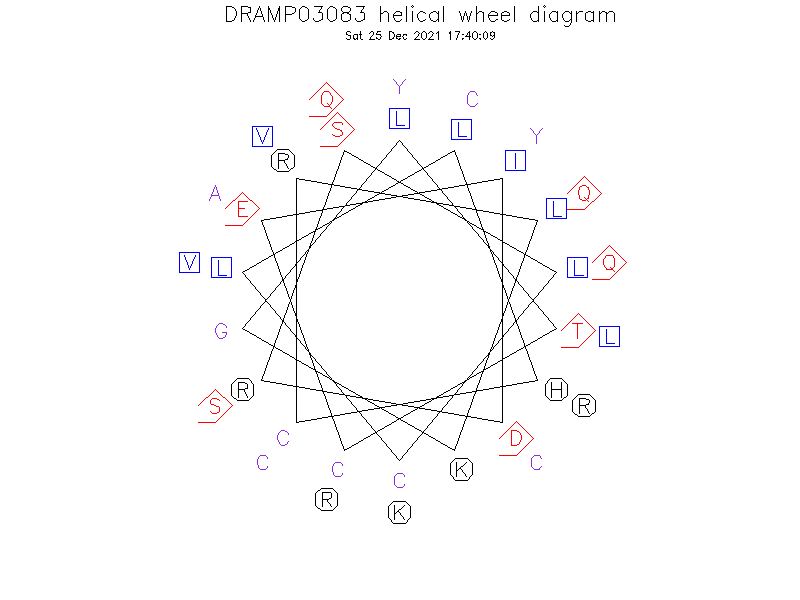 DRAMP03083 helical wheel diagram
Sat 25 Dec 2021 17:40:09
Y
Q C
L
S L
V Y
R I
A Q
E L
V L L Q
G T L
R H
S R
C D
C C
C K
C
R
K